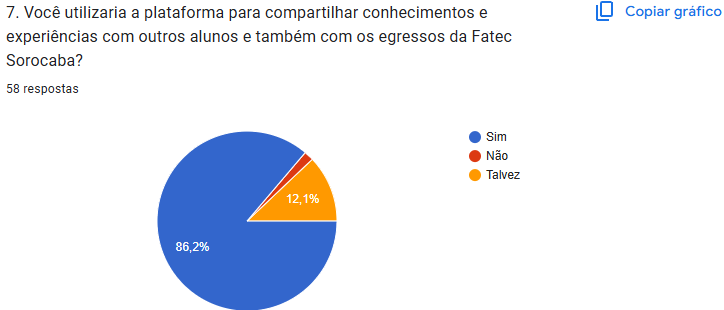 7. Você utilizaria a plataforma para compartilhar conhecimentos e
experiências com outros alunos e também com os egressos da Fatec
Sorocaba?
Copiar gráfico
58 respostas
Sim
Não
Talvez
12,1%
86,2%